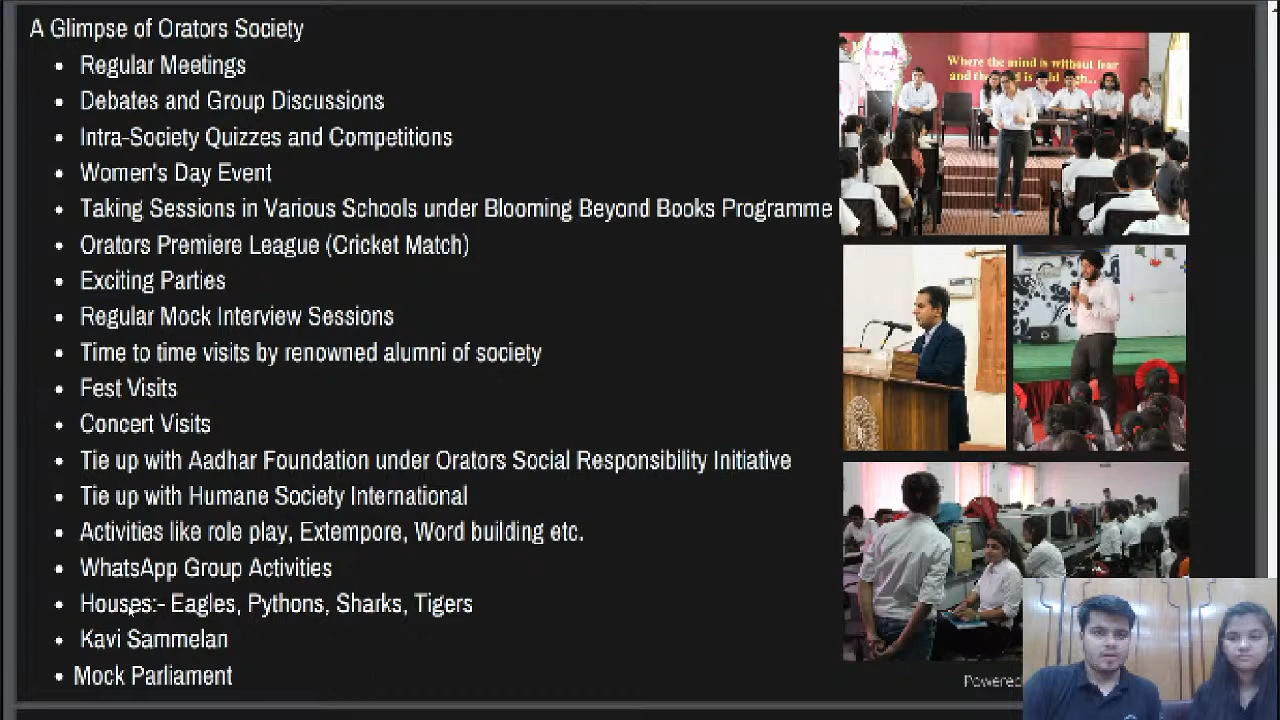 A Glimpse of Orators Society
• Regular Meetings
• Debates and Group Discussions
• Intra-Society Quizzes and Competitions
• Women's Day Event
• Taking Sessions in Various Schools under Blooming Beyond Books Programme
• Orators Premiere League (Cricket Match)
• Exciting Parties
• Regular Mock Interview Sessions
• Time to time visits by renowned alumni of society
• Fest Visits
• Concert Visits
• Tie up with Aadhar Foundation under Orators Social Responsibility Initiative
• Tie up with Humane Society International
• Activities like role play, Extempore, Word building etc.
• WhatsApp Group Activities
• Houses:- Eagles, Pythons, Sharks, Tigers
• Kavi Sammelan
• Mock Parliament
Where the mind is without fear
and the is held high...
Powered